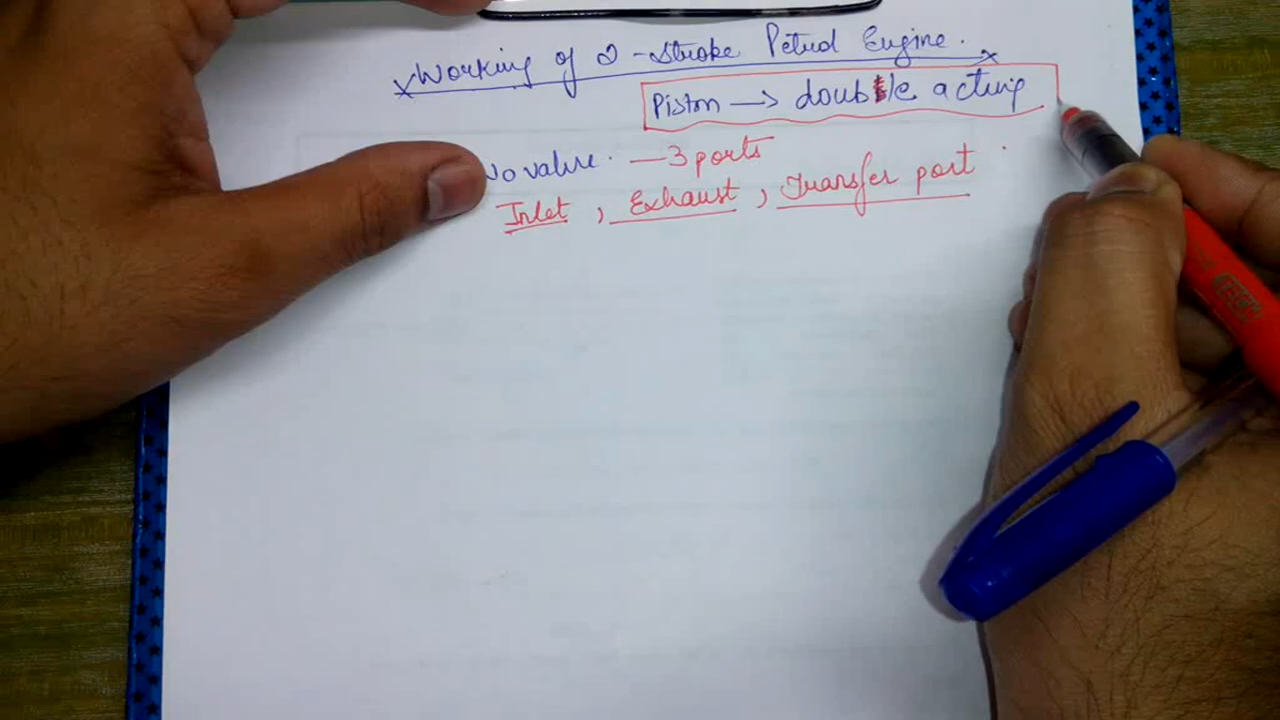 Working of 2-Stroke Petrol Engine.
Piston → double acting
No valve. — 3 ports
Inlet, Exhaust, Transfer port